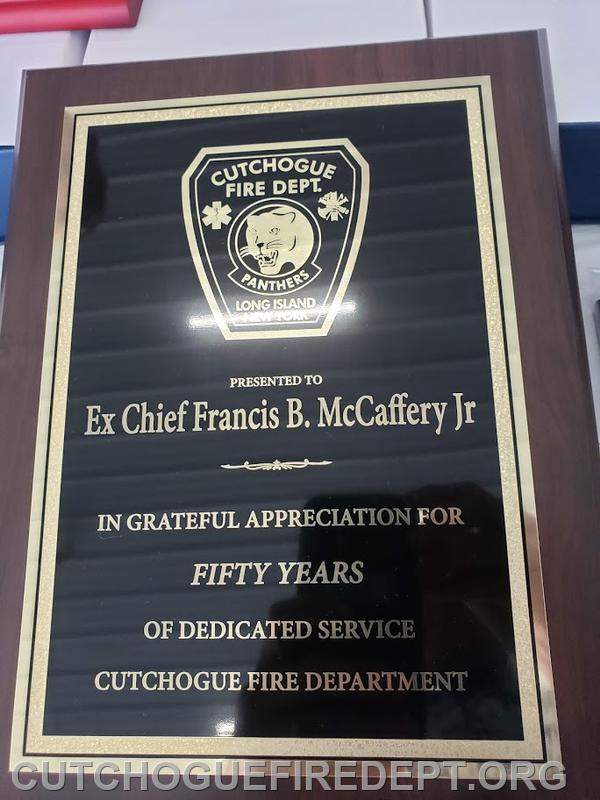 CUTCHOGUE
FIRE DEPT.
PANTHERS
LONG ISLAND
NEW YORK
PRESENTED TO
Ex Chief Francis B. McCaffery Jr
IN GRATEFUL APPRECIATION FOR
FIFTY YEARS
OF DEDICATED SERVICE
CUTCHOGUE FIRE DEPARTMENT
CUTCHOGUEFIREDEPT.ORG